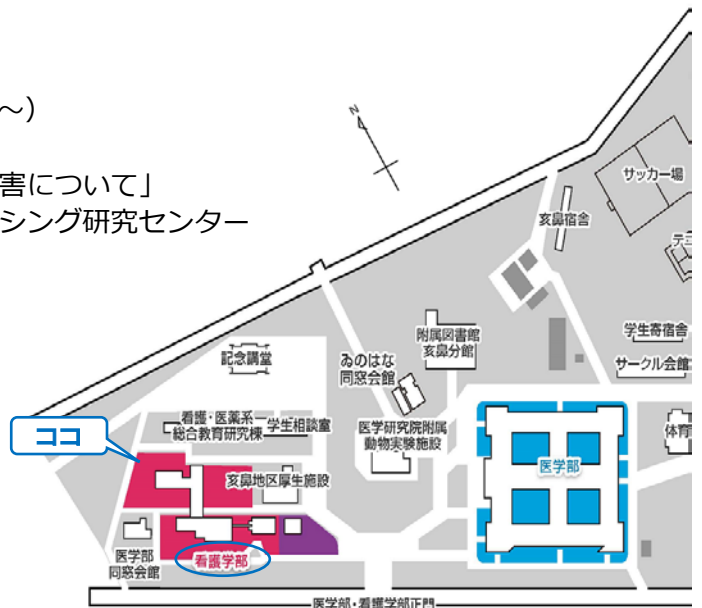 ～)
害について」
シング研究センター
N
サッカー場
亥鼻宿舎
テニ
附属図書館
亥鼻分館
学生寄宿舎
記念講堂
ゐのはな
同窓会館
サークル会館
看護・医薬系
総合教育研究棟
学生相談室
医学研究院附属
動物実験施設
体育
ココ
医学部
亥鼻地区厚生施設
医学部
同窓会館
看護学部
医学部・看護学部正門